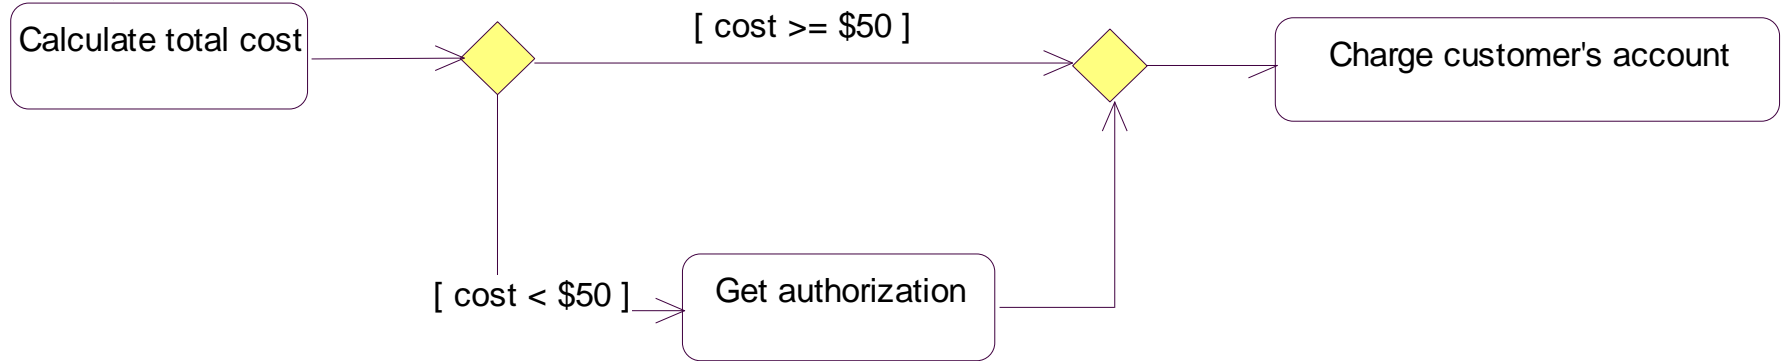 Calculate total cost
[ cost >= $50 ]
Charge customer's account
[ cost < $50 ]
Get authorization